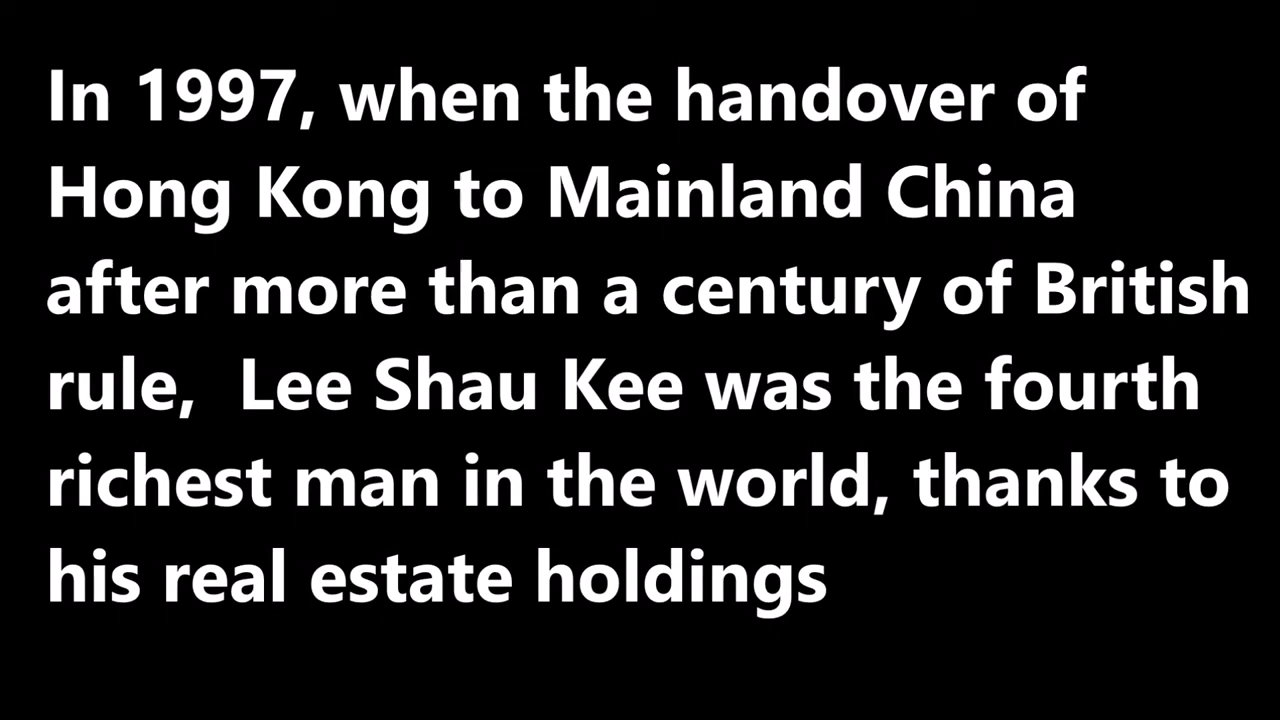 In 1997, when the handover of
Hong Kong to Mainland China
after more than a century of British
rule,  Lee Shau Kee was the fourth
richest man in the world, thanks to
his real estate holdings